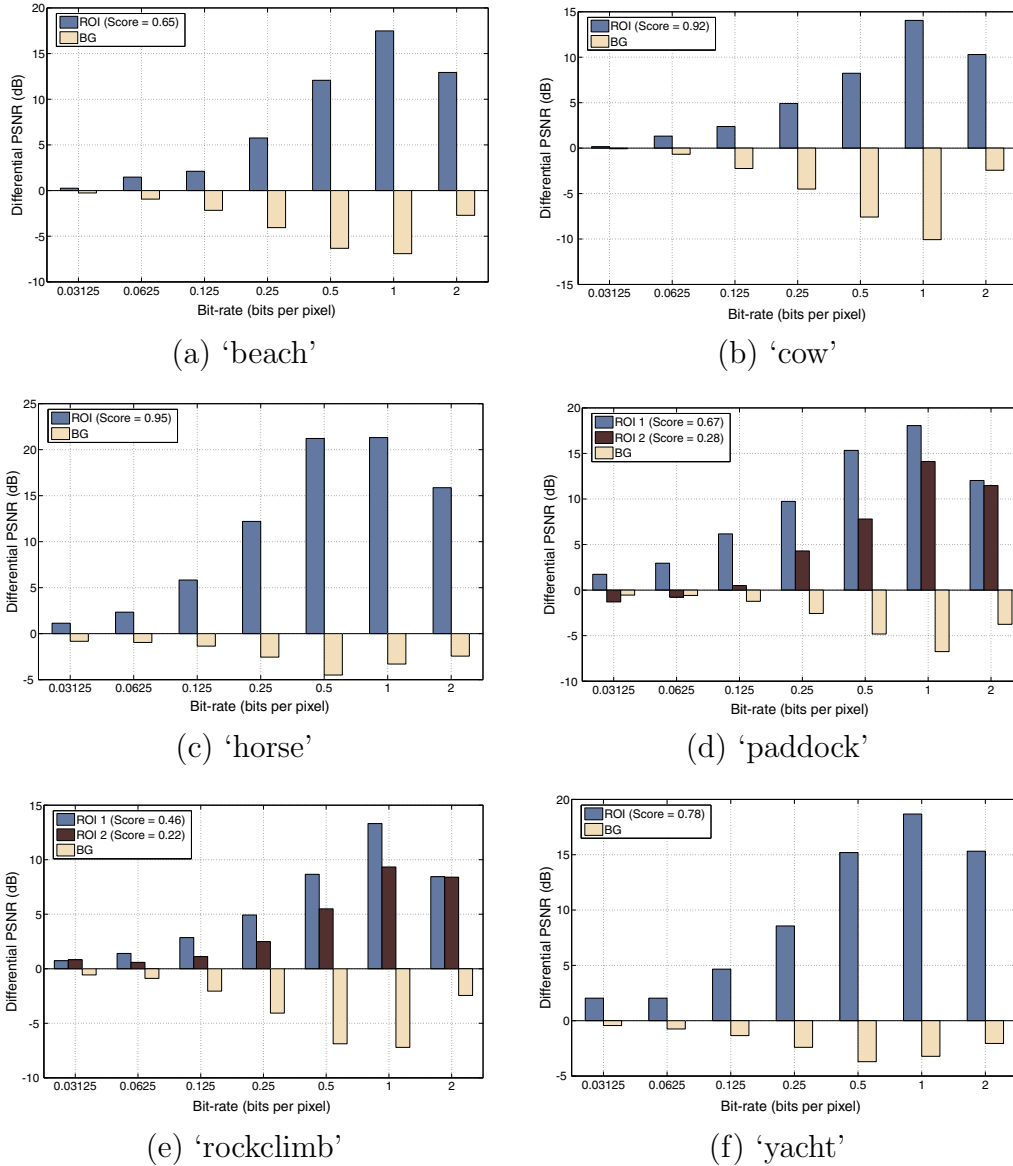 20
15
10
5
0
-5
-10
Differential PSNR (dB)
ROI (Score = 0.65)
BG
0.03125 0.0625 0.125 0.25 0.5 1 2
Bit-rate (bits per pixel)
(a) ‘beach’
15
10
5
0
-5
-10
-15
Differential PSNR (dB)
ROI (Score = 0.92)
BG
0.03125 0.0625 0.125 0.25 0.5 1 2
Bit-rate (bits per pixel)
(b) ‘cow’
25
20
15
10
5
0
-5
Differential PSNR (dB)
ROI (Score = 0.95)
BG
0.03125 0.0625 0.125 0.25 0.5 1 2
Bit-rate (bits per pixel)
(c) ‘horse’
20
15
10
5
0
-5
-10
Differential PSNR (dB)
ROI 1 (Score = 0.67)
ROI 2 (Score = 0.28)
BG
0.03125 0.0625 0.125 0.25 0.5 1 2
Bit-rate (bits per pixel)
(d) ‘paddock’
15
10
5
0
-5
-10
Differential PSNR (dB)
ROI 1 (Score = 0.46)
ROI 2 (Score = 0.22)
BG
0.03125 0.0625 0.125 0.25 0.5 1 2
Bit-rate (bits per pixel)
(e) ‘rockclimb’
20
15
10
5
0
-5
Differential PSNR (dB)
ROI (Score = 0.78)
BG
0.03125 0.0625 0.125 0.25 0.5 1 2
Bit-rate (bits per pixel)
(f) ‘yacht’